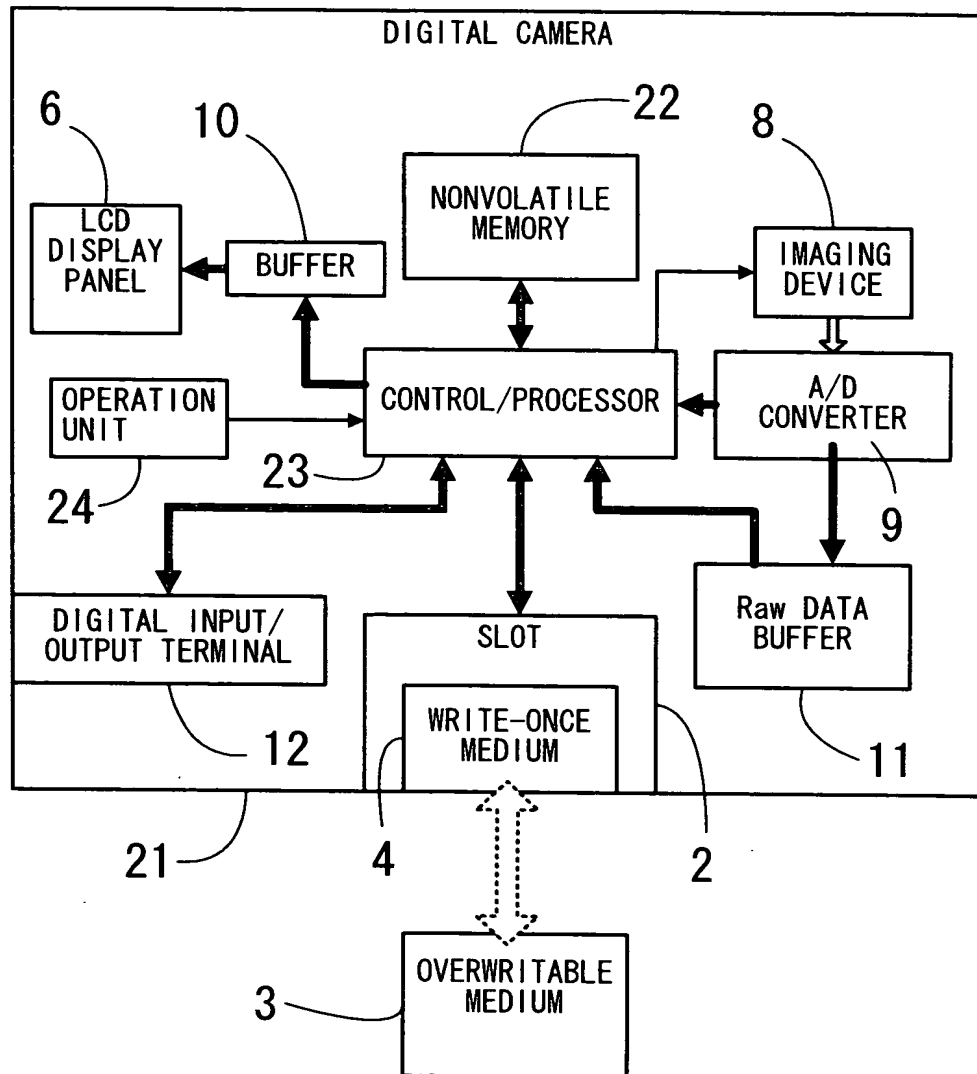 DIGITAL CAMERA
6
10
22
8
LCD
DISPLAY
PANEL
BUFFER
NONVOLATILE
MEMORY
IMAGING
DEVICE
OPERATION
UNIT
CONTROL/PROCESSOR
A/D
CONVERTER
24
23
9
DIGITAL INPUT/
OUTPUT TERMINAL
SLOT
WRITE-ONCE
MEDIUM
Raw DATA
BUFFER
12
11
21
4
2
OVERWRITABLE
MEDIUM
3